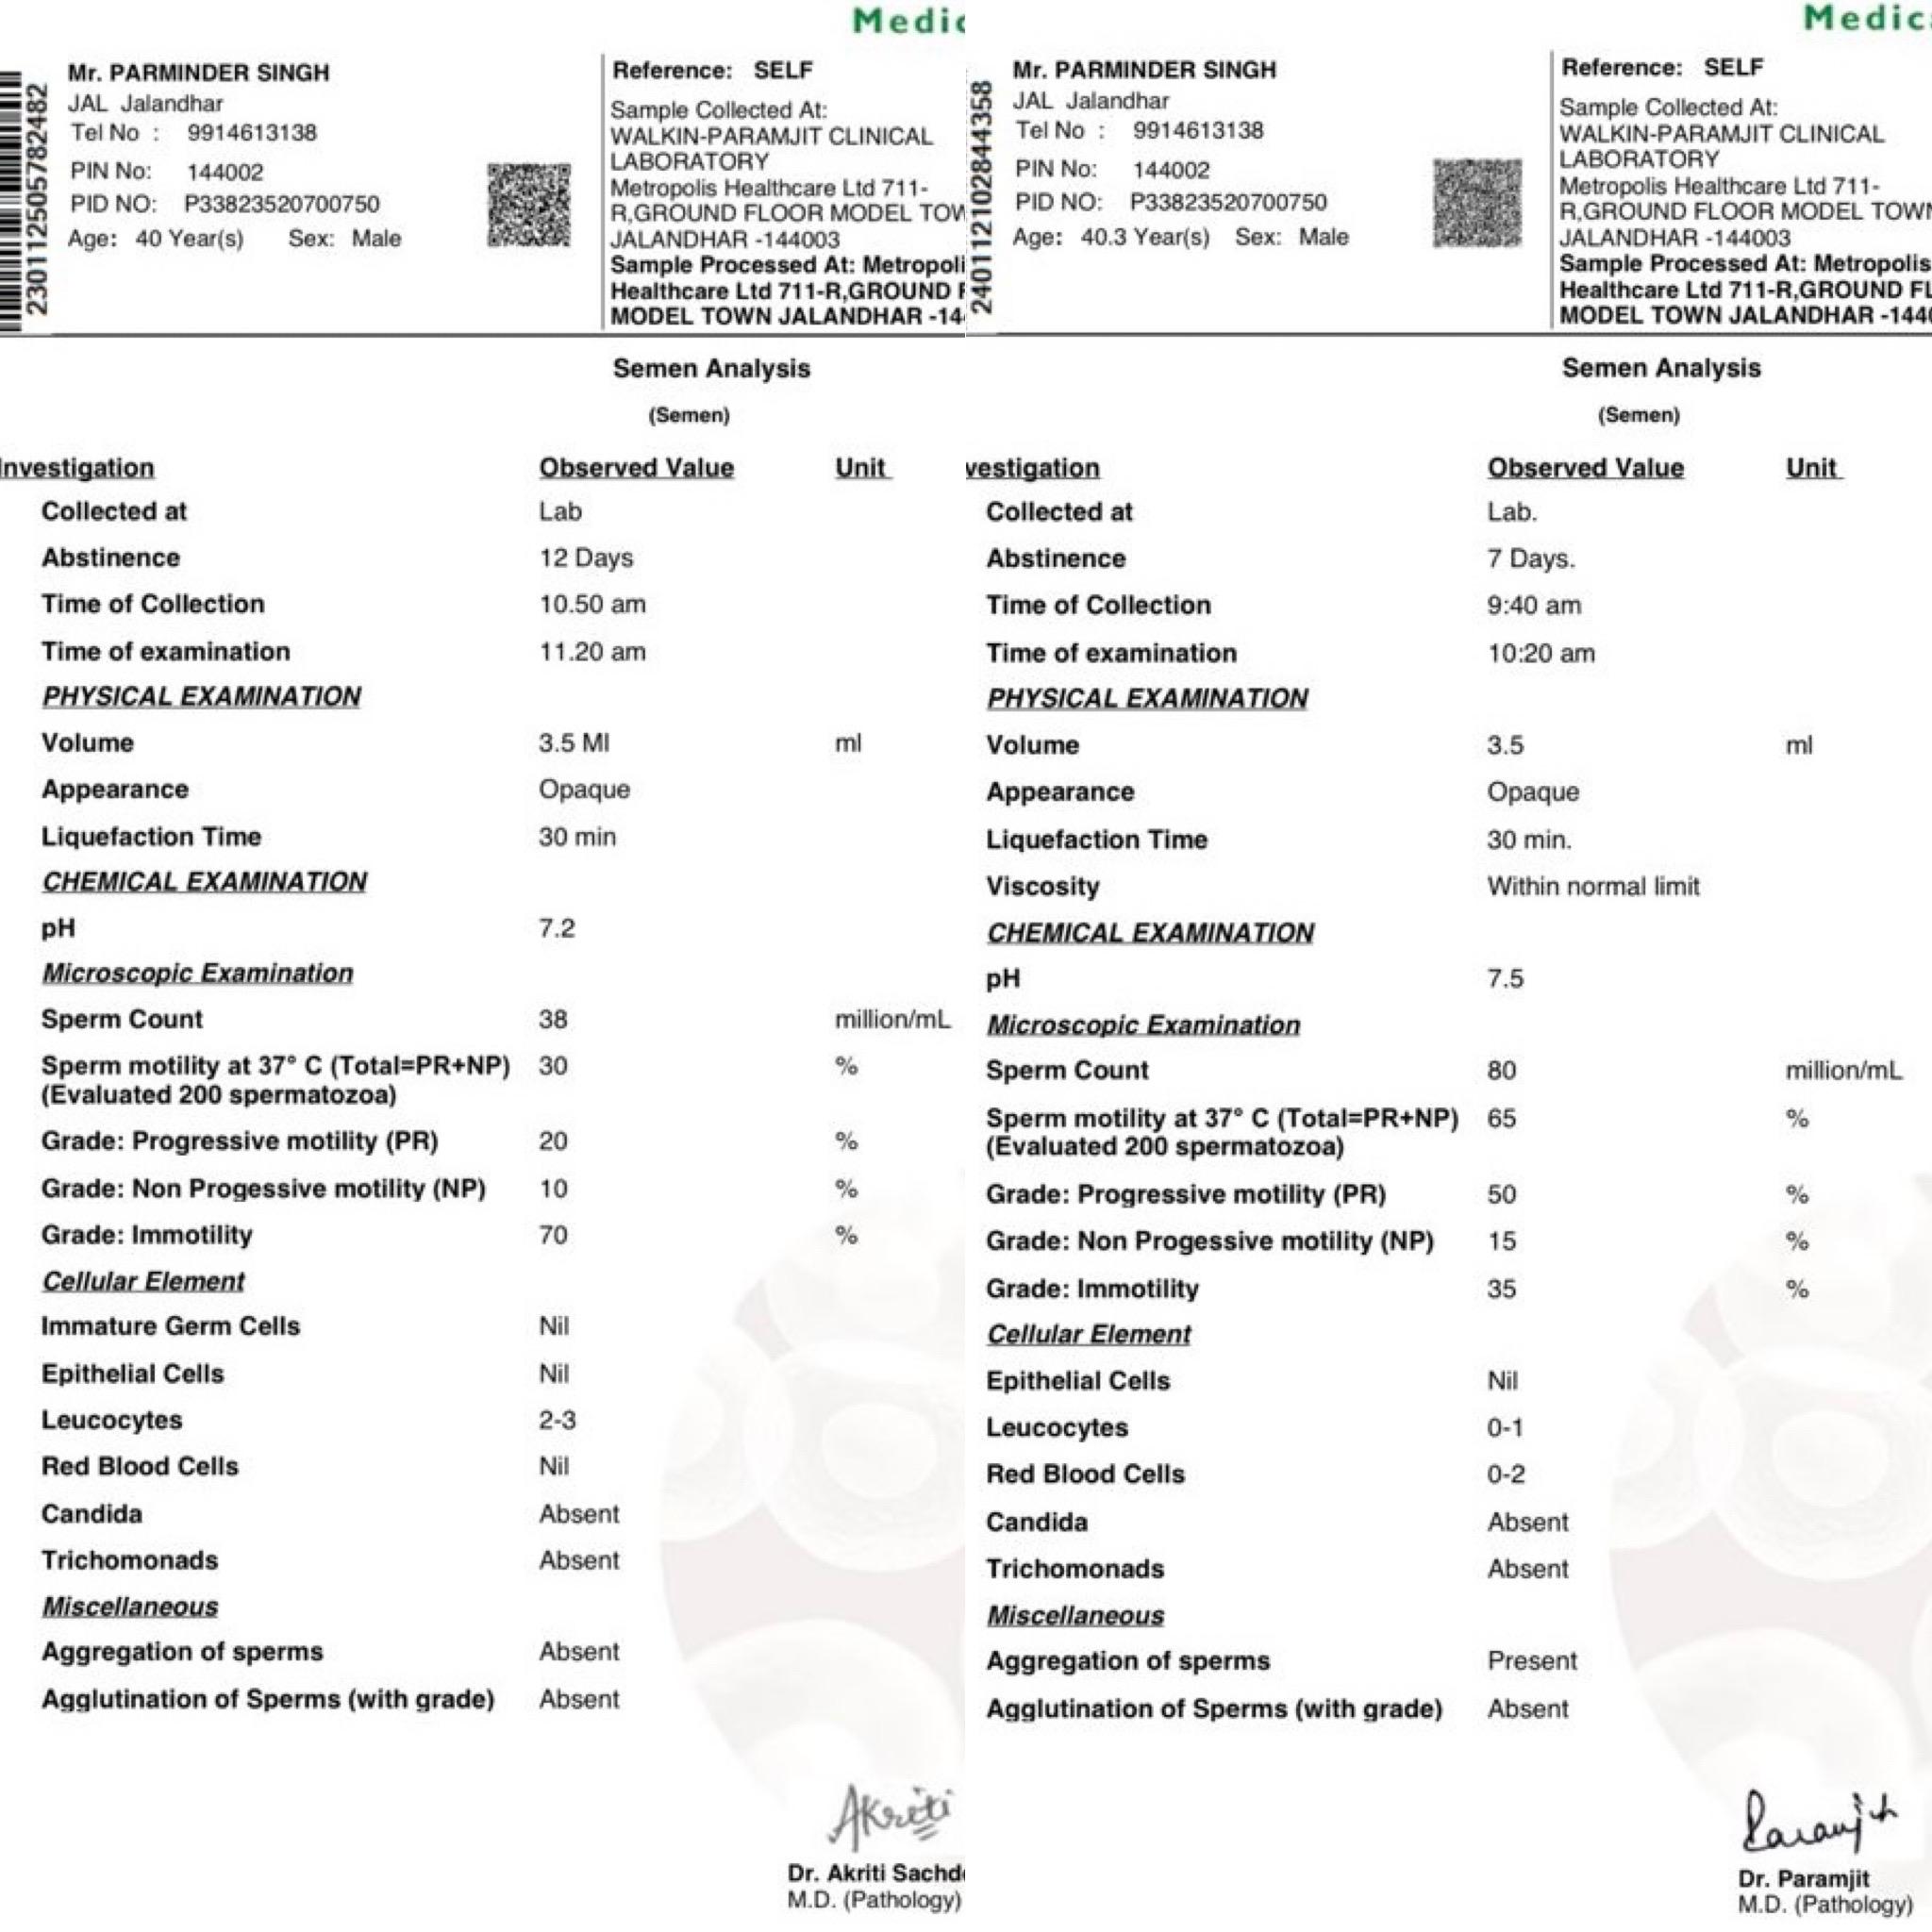 Medic
230112505782482
Mr. PARMINDER SINGH
JAL Jalandhar
Tel No : 9914613138
PIN No: 144002
PID NO: P33823520700750
Age: 40 Year(s) Sex: Male
Reference: SELF
Sample Collected At:
WALKIN-PARAMJIT CLINICAL
LABORATORY
Metropolis Healthcare Ltd 711-
R,GROUND FLOOR MODEL TOW
JALANDHAR -144003
Sample Processed At: Metropoli
Healthcare Ltd 711-R,GROUND F
MODEL TOWN JALANDHAR -14
Semen Analysis
(Semen)
Investigation Observed Value Unit
Collected at Lab
Abstinence 12 Days
Time of Collection 10.50 am
Time of examination 11.20 am
PHYSICAL EXAMINATION
Volume 3.5 Ml ml
Appearance Opaque
Liquefaction Time 30 min
CHEMICAL EXAMINATION
pH 7.2
Microscopic Examination
Sperm Count 38 million/mL
Sperm motility at 37° C (Total=PR+NP) 30 %
(Evaluated 200 spermatozoa)
Grade: Progressive motility (PR) 20 %
Grade: Non Progessive motility (NP) 10 %
Grade: Immotility 70 %
Cellular Element
Immature Germ Cells Nil
Epithelial Cells Nil
Leucocytes 2-3
Red Blood Cells Nil
Candida Absent
Trichomonads Absent
Miscellaneous
Aggregation of sperms Absent
Agglutination of Sperms (with grade) Absent
Akriti
Dr. Akriti Sachd
M.D. (Pathology)
Medic
240112102844358
Mr. PARMINDER SINGH
JAL Jalandhar
Tel No : 9914613138
PIN No: 144002
PID NO: P33823520700750
Age: 40.3 Year(s) Sex: Male
Reference: SELF
Sample Collected At:
WALKIN-PARAMJIT CLINICAL
LABORATORY
Metropolis Healthcare Ltd 711-
R,GROUND FLOOR MODEL TOWN
JALANDHAR -144003
Sample Processed At: Metropolis
Healthcare Ltd 711-R,GROUND FL
MODEL TOWN JALANDHAR -144
Semen Analysis
(Semen)
vestigation Observed Value Unit
Collected at Lab.
Abstinence 7 Days.
Time of Collection 9:40 am
Time of examination 10:20 am
PHYSICAL EXAMINATION
Volume 3.5 ml
Appearance Opaque
Liquefaction Time 30 min.
Viscosity Within normal limit
CHEMICAL EXAMINATION
pH 7.5
Microscopic Examination
Sperm Count 80 million/mL
Sperm motility at 37° C (Total=PR+NP) 65 %
(Evaluated 200 spermatozoa)
Grade: Progressive motility (PR) 50 %
Grade: Non Progessive motility (NP) 15 %
Grade: Immotility 35 %
Cellular Element
Epithelial Cells Nil
Leucocytes 0-1
Red Blood Cells 0-2
Candida Absent
Trichomonads Absent
Miscellaneous
Aggregation of sperms Present
Agglutination of Sperms (with grade) Absent
Paramjit
Dr. Paramjit
M.D. (Pathology)